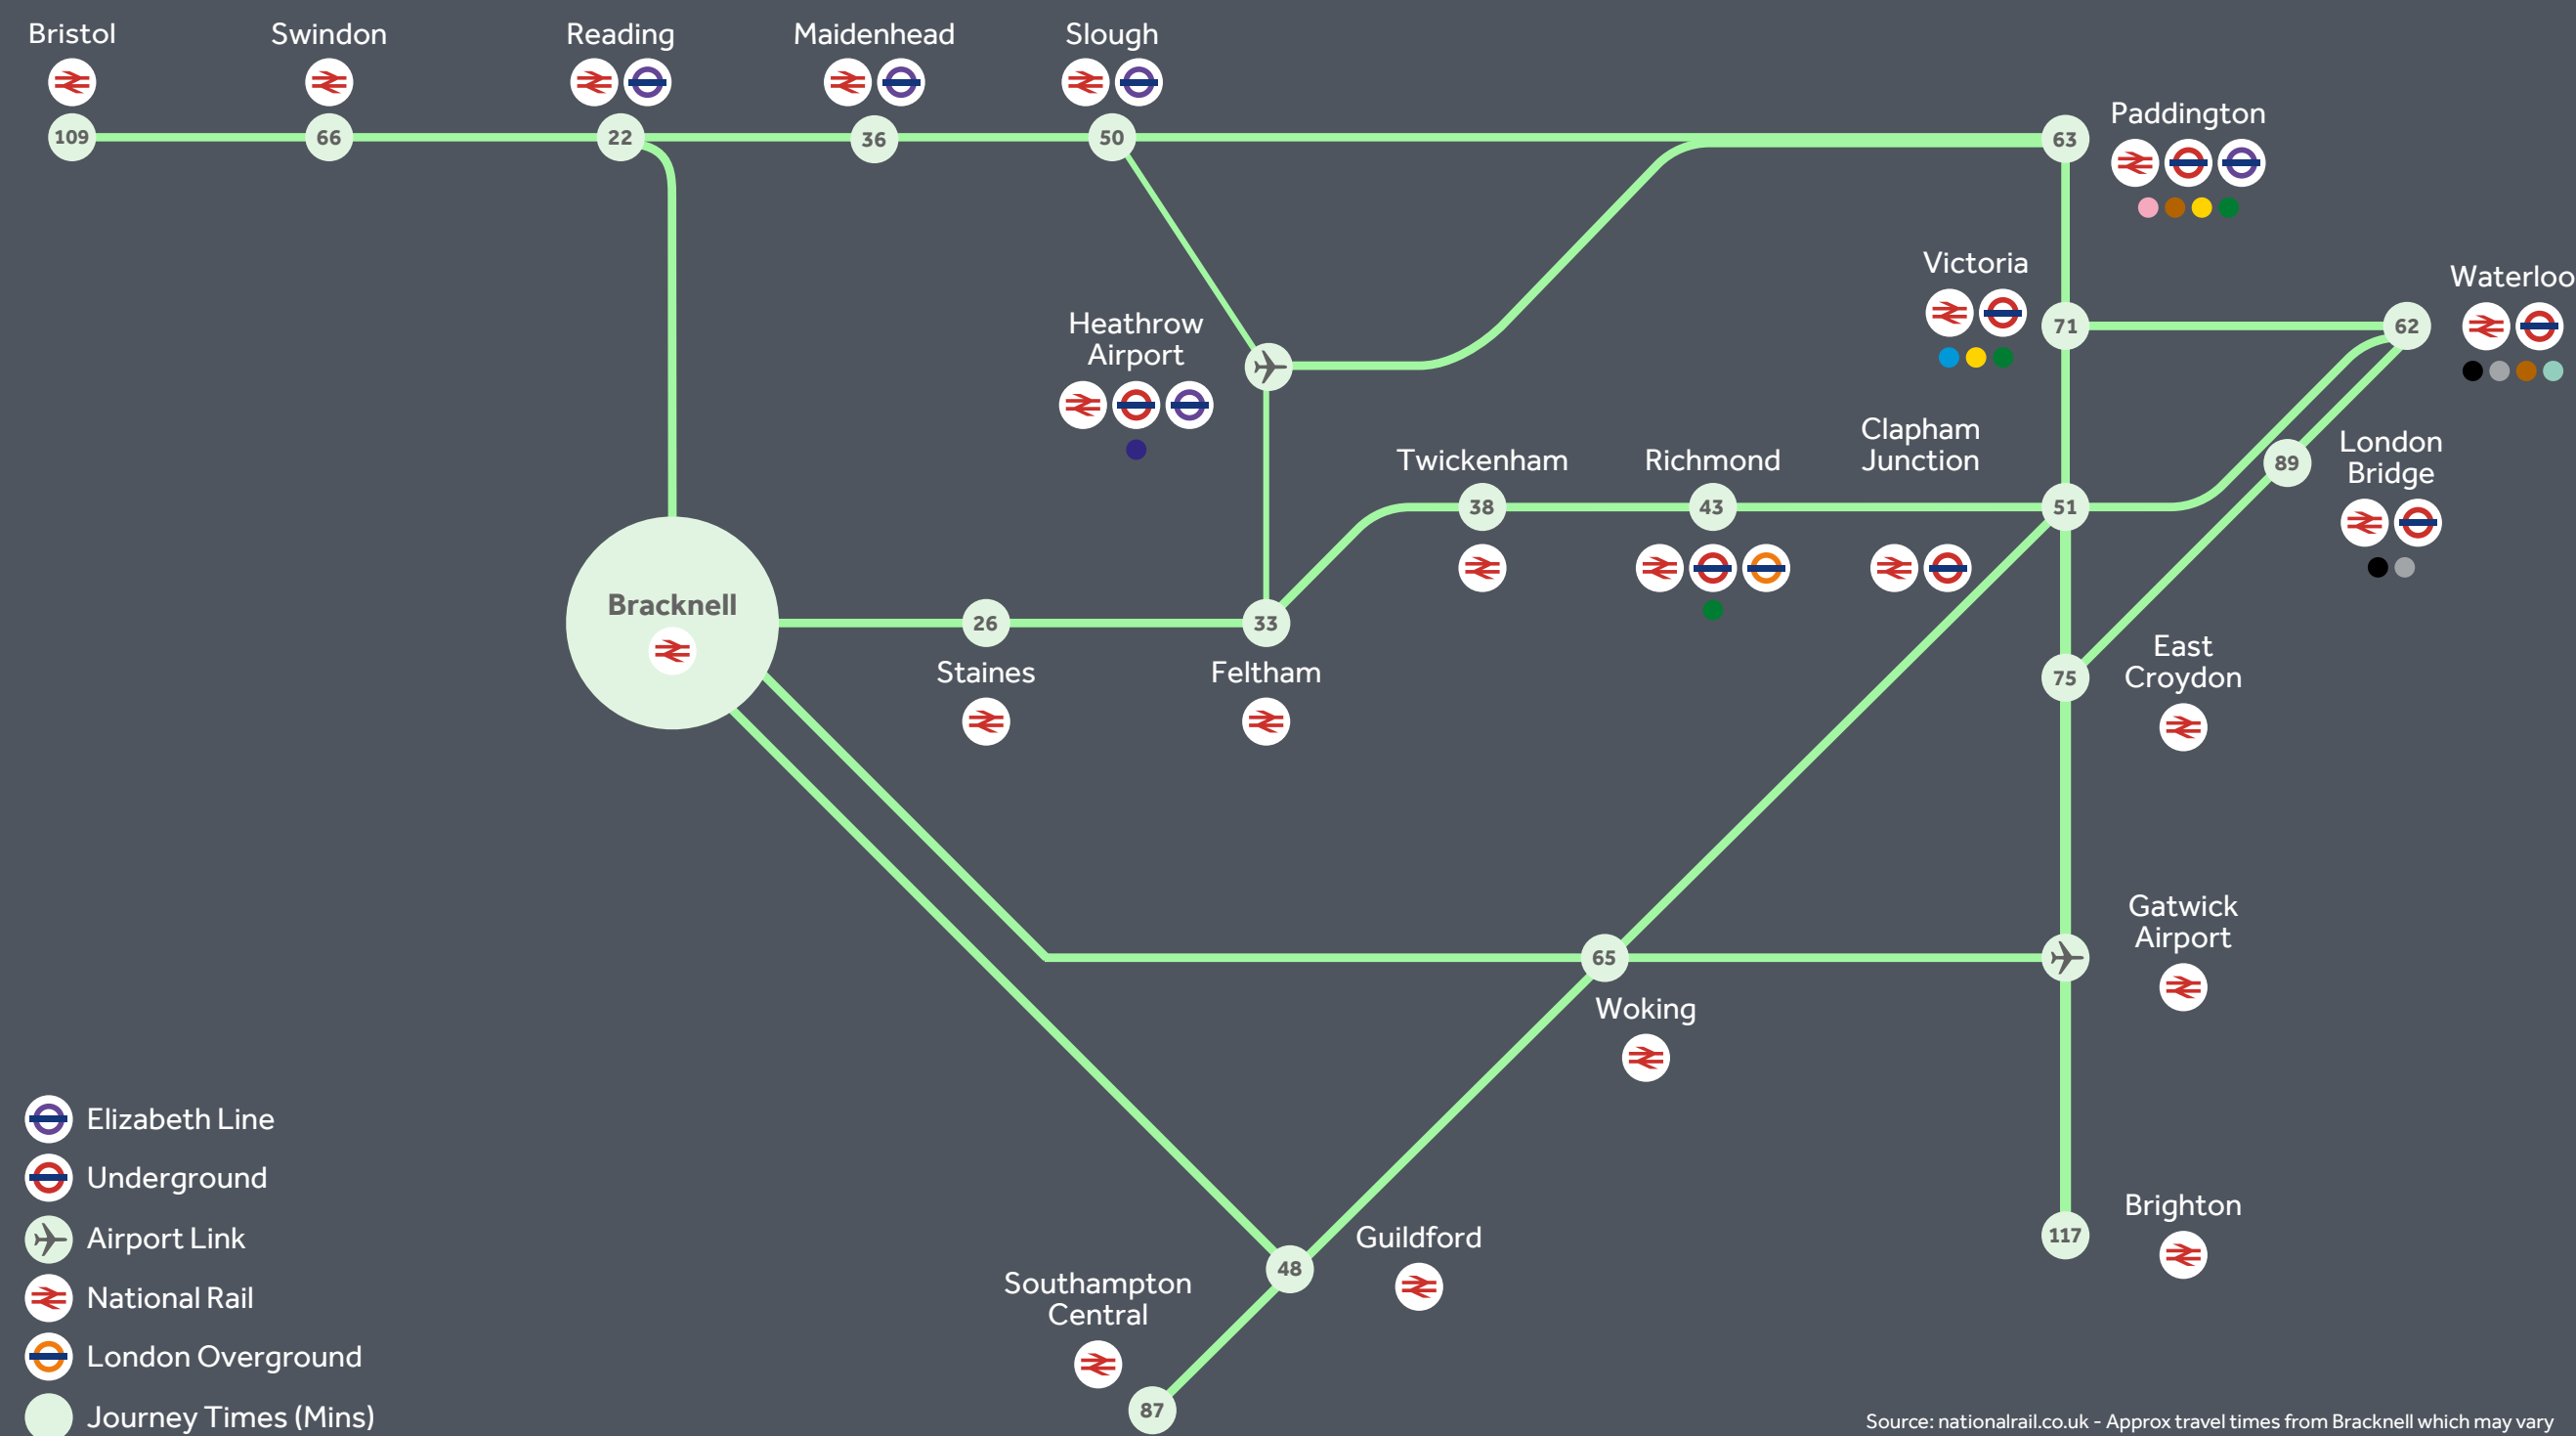 Bristol
Swindon
Reading
Maidenhead
Slough
109
66
22
36
50
63
Paddington
Victoria
71
62
Waterloo
Heathrow
Airport
Twickenham
Richmond
Clapham
Junction
38
43
51
89
London
Bridge
Bracknell
26
33
Staines
Feltham
75
East
Croydon
65
Woking
Gatwick
Airport
48
Guildford
Southampton
Central
87
117
Brighton
Elizabeth Line
Underground
Airport Link
National Rail
London Overground
Journey Times (Mins)
Source: nationalrail.co.uk - Approx travel times from Bracknell which may vary